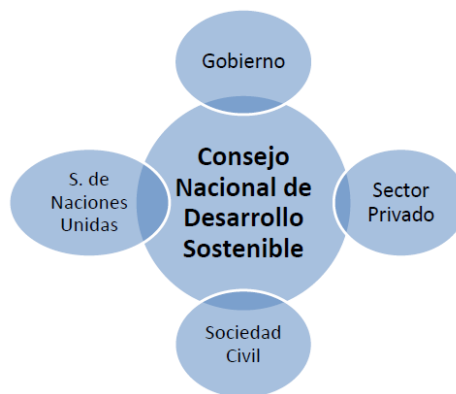 Gobierno
Consejo
Nacional de
Desarrollo
Sostenible
S. de
Naciones
Unidas
Sector
Privado
Sociedad
Civil